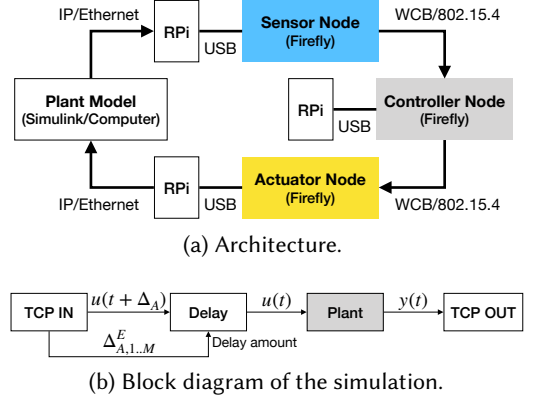 IP/Ethernet
RPi
USB
Sensor Node
(Firefly)
WCB/802.15.4
Plant Model
(Simulink/Computer)
RPi
USB
Controller Node
(Firefly)
IP/Ethernet
RPi
USB
Actuator Node
(Firefly)
WCB/802.15.4
(a) Architecture.
TCP IN
u(t + Δ_A)
Delay
u(t)
Plant
y(t)
TCP OUT
Δ^E_{A,1..M}
Delay amount
(b) Block diagram of the simulation.